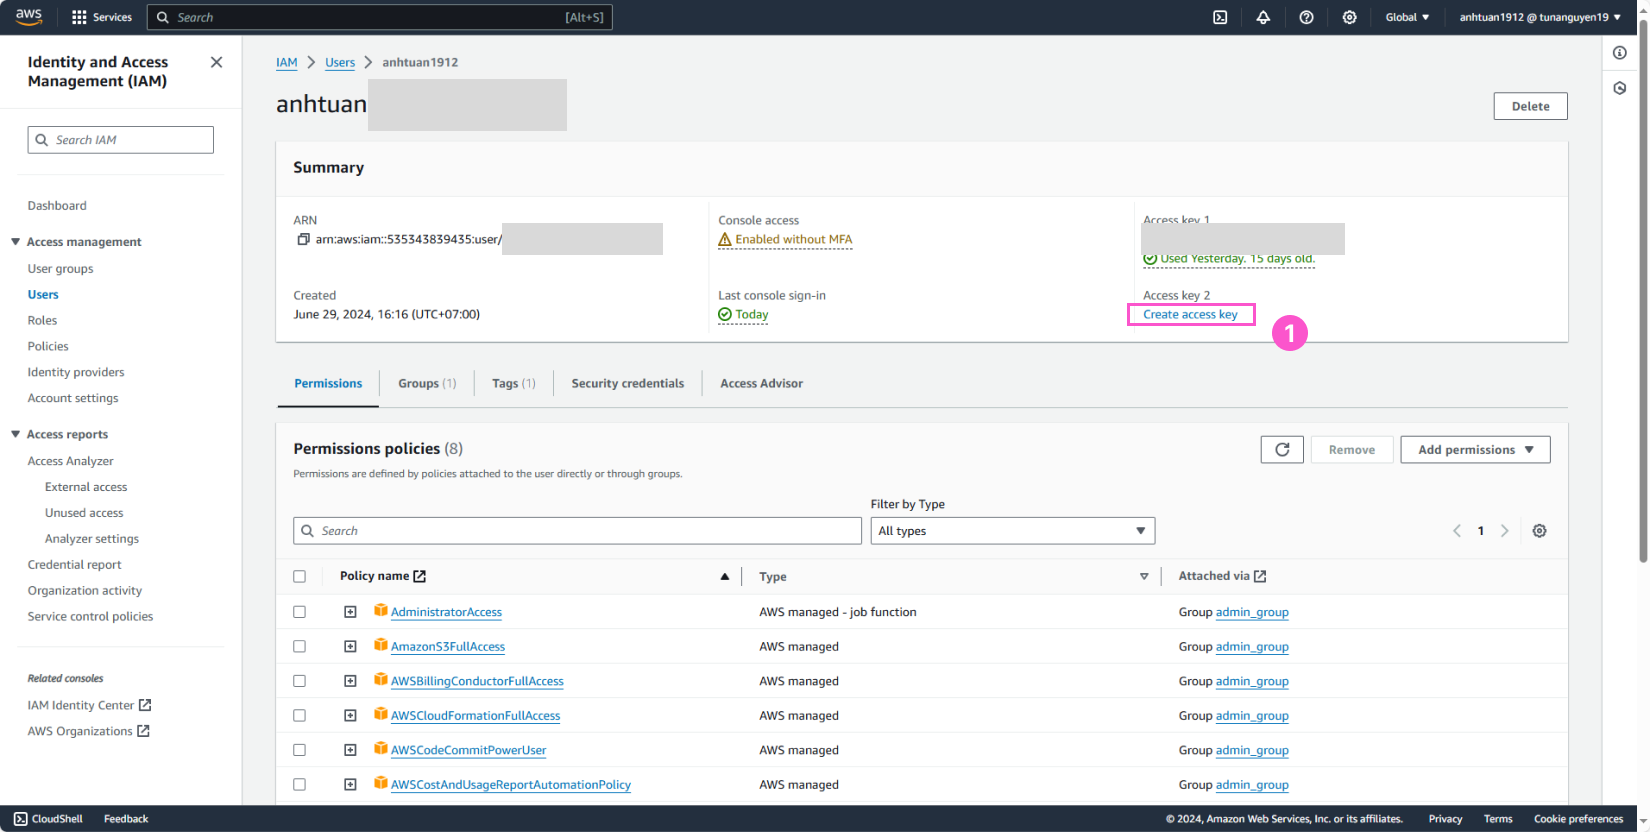 aws Services Search [Alt+S] Global anhtuan1912 @ tunanguyen19
Identity and Access Management (IAM)
Search IAM
Dashboard
Access management
User groups
Users
Roles
Policies
Identity providers
Account settings
Access reports
Access Analyzer
External access
Unused access
Analyzer settings
Credential report
Organization activity
Service control policies
Related consoles
IAM Identity Center
AWS Organizations
IAM > Users > anhtuan1912
anhtuan
Delete
Summary
ARN
arn:aws:iam::535343839435:user/
Created
June 29, 2024, 16:16 (UTC+07:00)
Console access
Enabled without MFA
Last console sign-in
Today
Access key 1
Used Yesterday. 15 days old.
Access key 2
Create access key
1
Permissions Groups (1) Tags (1) Security credentials Access Advisor
Permissions policies (8)
Permissions are defined by policies attached to the user directly or through groups.
Remove Add permissions
Filter by Type
Search All types 1
Policy name Type Attached via
AdministratorAccess AWS managed - job function Group admin_group
AmazonS3FullAccess AWS managed Group admin_group
AWSBillingConductorFullAccess AWS managed Group admin_group
AWSCloudFormationFullAccess AWS managed Group admin_group
AWSCodeCommitPowerUser AWS managed Group admin_group
AWSCostAndUsageReportAutomationPolicy AWS managed Group admin_group
CloudShell Feedback © 2024, Amazon Web Services, Inc. or its affiliates. Privacy Terms Cookie preferences